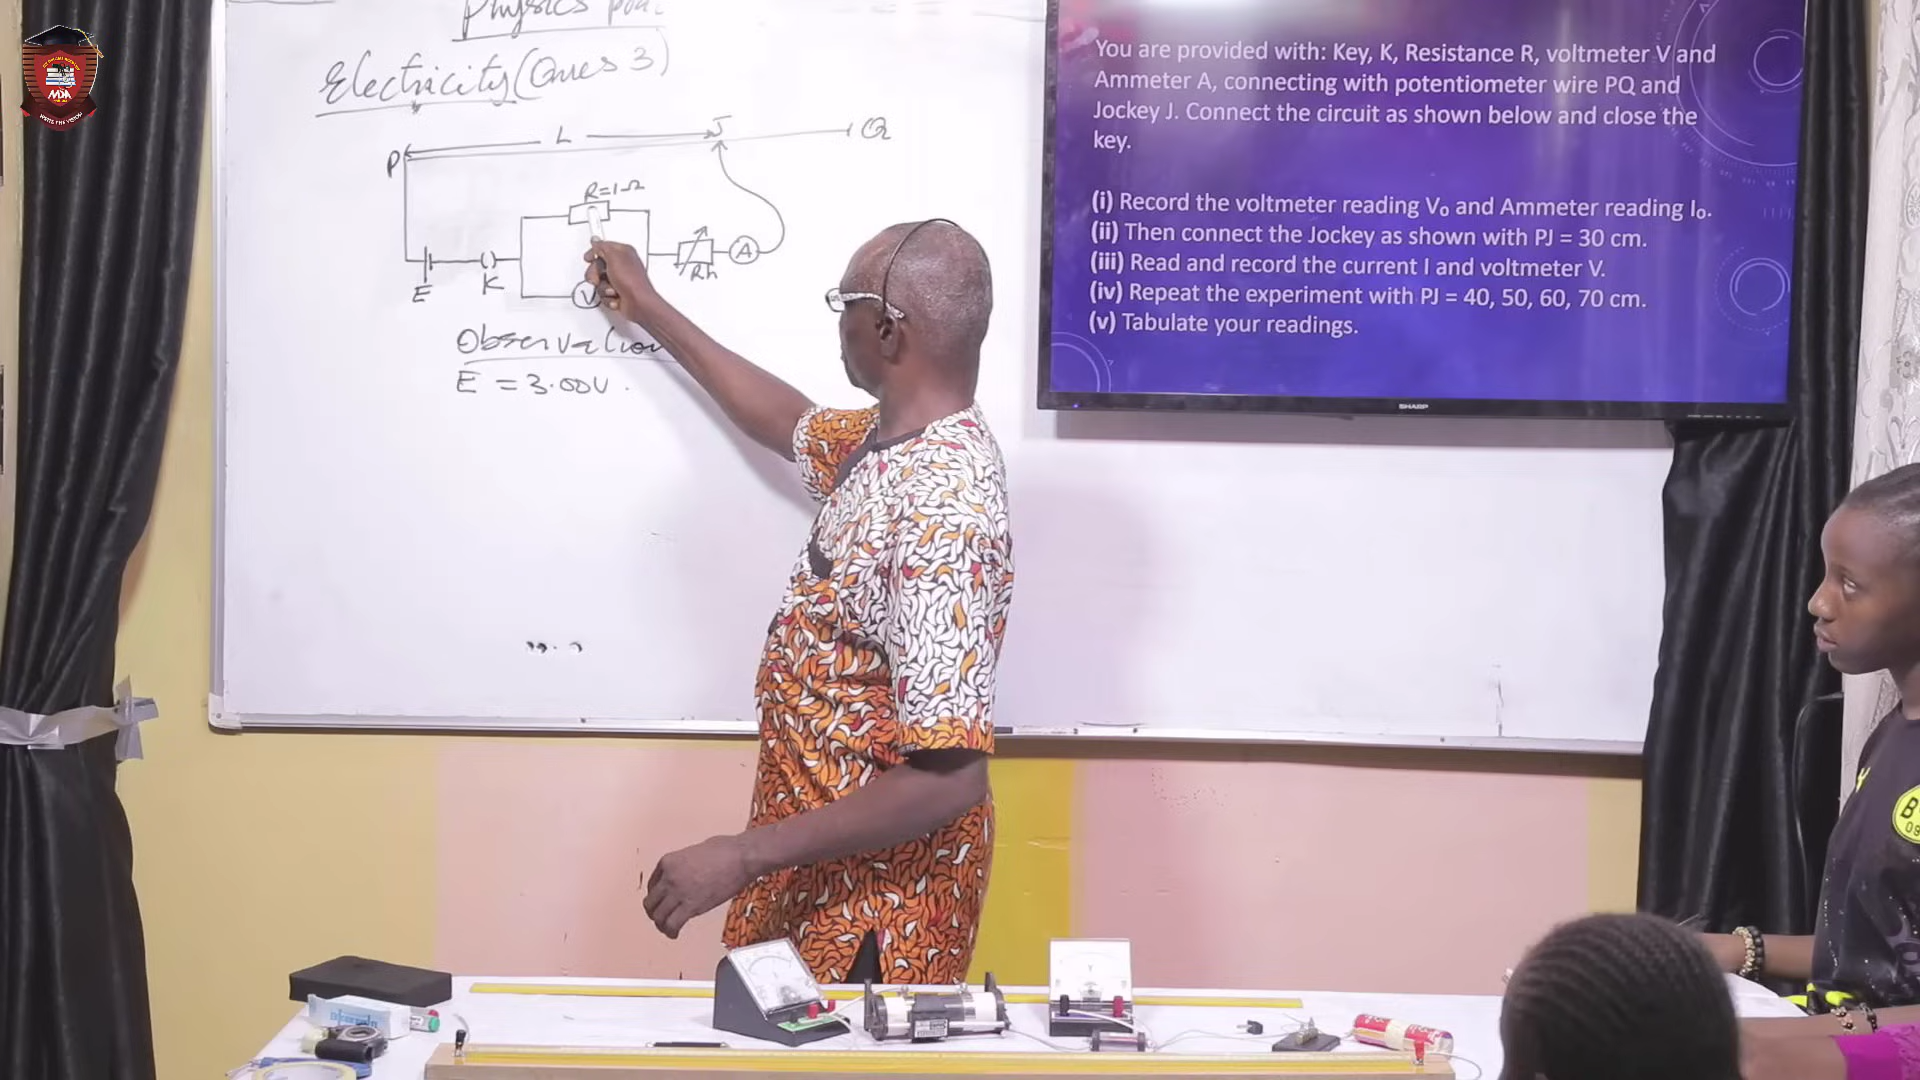 Physics
Electricity (Ques 3)
P
L
J
Q
R=1Ω
E
K
V
Rh
A
Observation
E = 3.00V.
You are provided with: Key, K, Resistance R, voltmeter V and
Ammeter A, connecting with potentiometer wire PQ and
Jockey J. Connect the circuit as shown below and close the
key.
(i) Record the voltmeter reading V₀ and Ammeter reading I₀.
(ii) Then connect the Jockey as shown with PJ = 30 cm.
(iii) Read and record the current I and voltmeter V.
(iv) Repeat the experiment with PJ = 40, 50, 60, 70 cm.
(v) Tabulate your readings.
SHARP
MDA
B
09